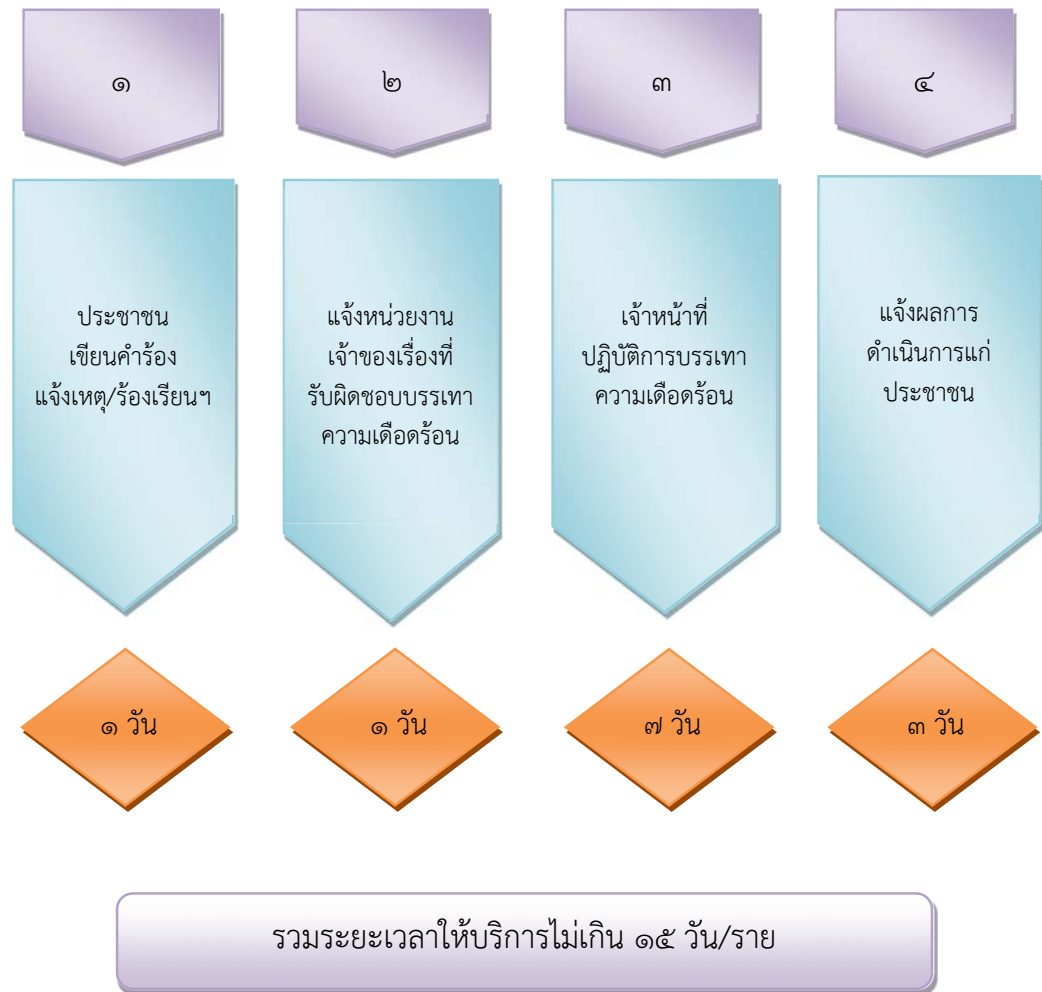 ๑
๒
๓
๔
ประชาชน
เขียนคำร้อง
แจ้งเหตุ/ร้องเรียนฯ
แจ้งหน่วยงาน
เจ้าของเรื่องที่
รับผิดชอบบรรเทา
ความเดือดร้อน
เจ้าหน้าที่
ปฏิบัติการบรรเทา
ความเดือดร้อน
แจ้งผลการ
ดำเนินการแก่
ประชาชน
๑ วัน
๑ วัน
๗ วัน
๓ วัน
รวมระยะเวลาให้บริการไม่เกิน ๑๕ วัน/ราย